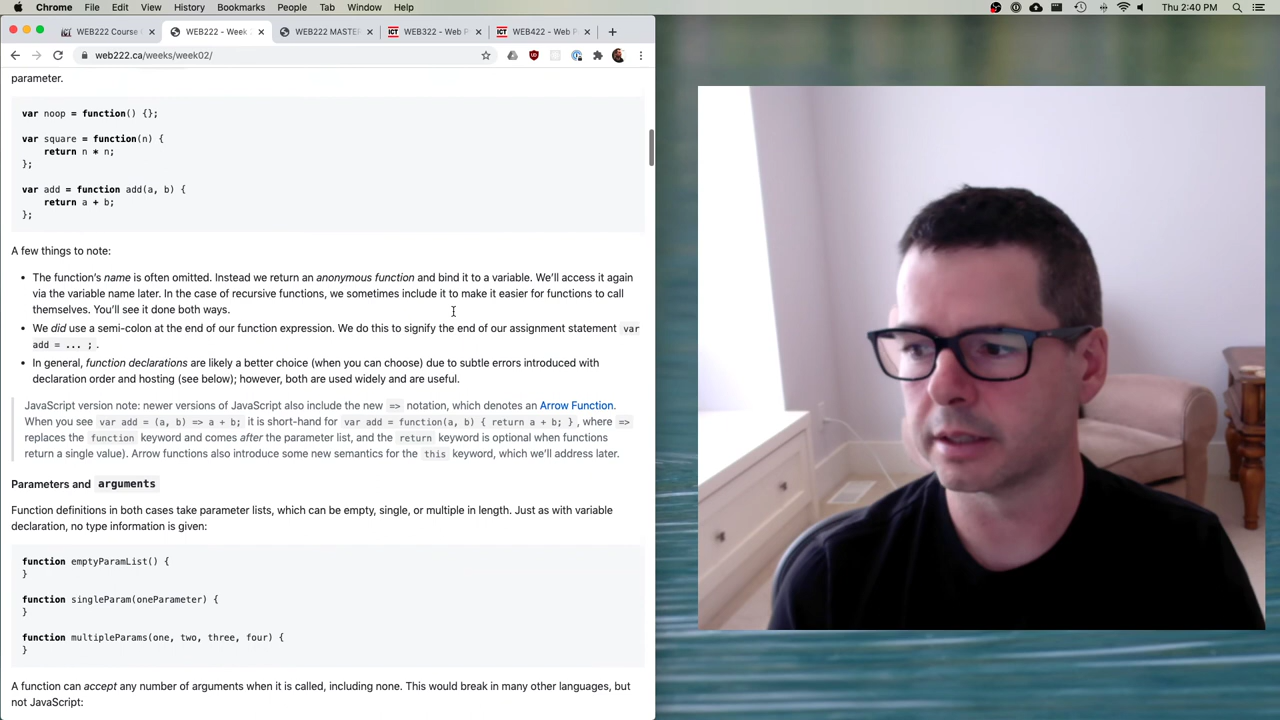 Chrome File Edit View History Bookmarks People Tab Window Help
Thu 2:40 PM
WEB222 Course
WEB222 - Week
WEB222 MASTE
WEB322 - Web P
WEB422 - Web P
web222.ca/weeks/week02/
parameter.
var noop = function() {};
var square = function(n) {
return n * n;
};
var add = function add(a, b) {
return a + b;
};
A few things to note:
• The function's name is often omitted. Instead we return an anonymous function and bind it to a variable. We'll access it again
via the variable name later. In the case of recursive functions, we sometimes include it to make it easier for functions to call
themselves. You'll see it done both ways.
• We did use a semi-colon at the end of our function expression. We do this to signify the end of our assignment statement var
add = ... ; .
• In general, function declarations are likely a better choice (when you can choose) due to subtle errors introduced with
declaration order and hosting (see below); however, both are used widely and are useful.
JavaScript version note: newer versions of JavaScript also include the new => notation, which denotes an Arrow Function.
When you see var add = (a, b) => a + b; it is short-hand for var add = function(a, b) { return a + b; } , where =>
replaces the function keyword and comes after the parameter list, and the return keyword is optional when functions
return a single value). Arrow functions also introduce some new semantics for the this keyword, which we'll address later.
Parameters and arguments
Function definitions in both cases take parameter lists, which can be empty, single, or multiple in length. Just as with variable
declaration, no type information is given:
function emptyParamList() {
}
function singleParam(oneParameter) {
}
function multipleParams(one, two, three, four) {
}
A function can accept any number of arguments when it is called, including none. This would break in many other languages, but
not JavaScript: